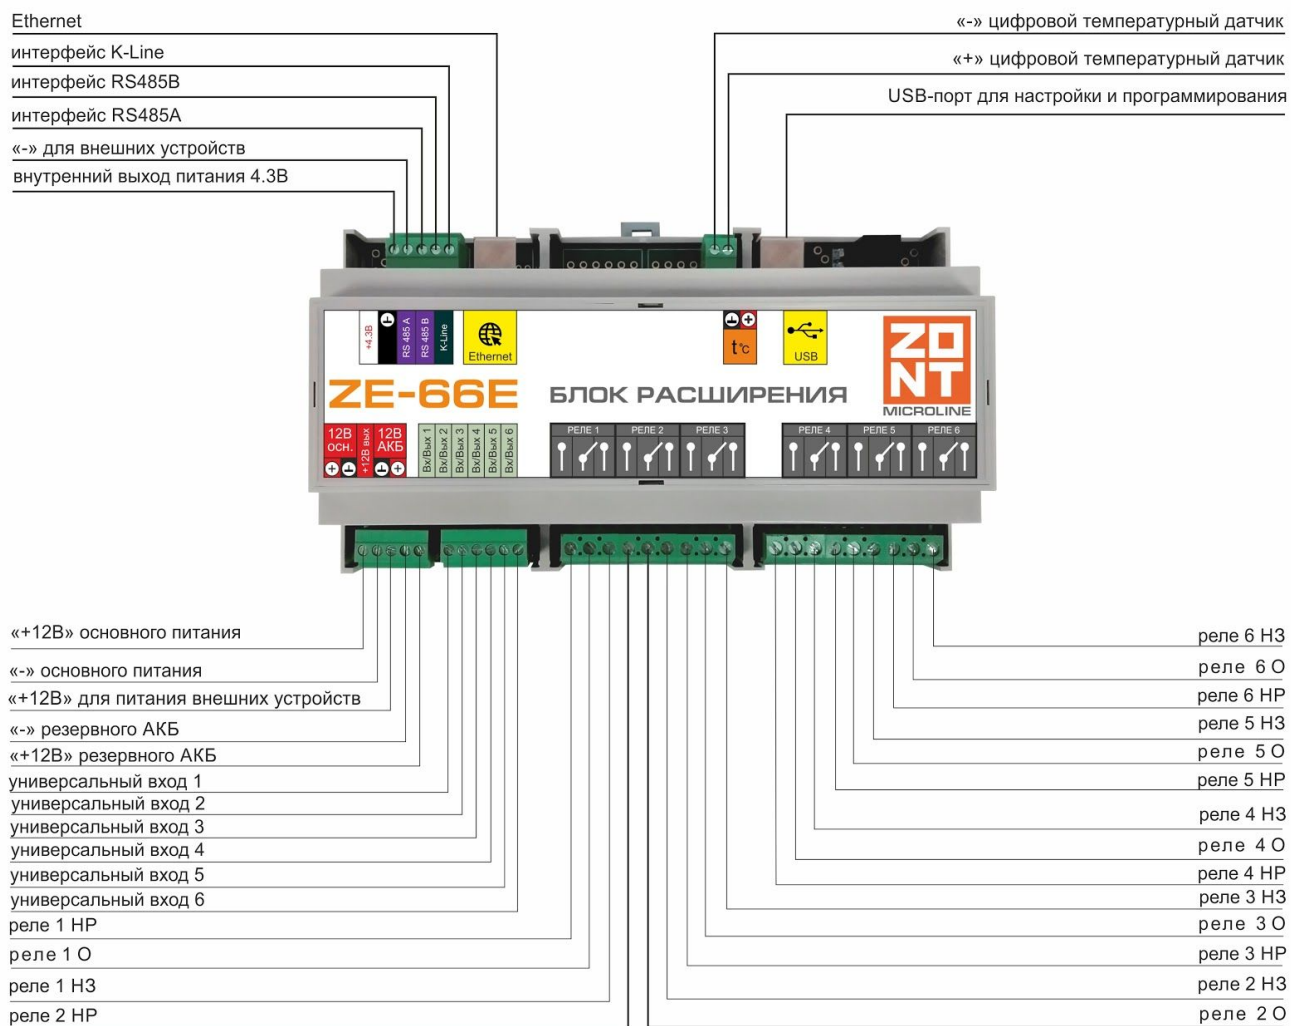 Ethernet
интерфейс K-Line
интерфейс RS485B
интерфейс RS485A
«-» для внешних устройств
внутренний выход питания 4.3В
«-» цифровой температурный датчик
«+» цифровой температурный датчик
USB-порт для настройки и программирования
+4.3В
RS 485 A
RS 485 B
K-Line
Ethernet
t°c
USB
ZONT
MICROLINE
ZE-66E
БЛОК РАСШИРЕНИЯ
12В осн.
+12В вых
12В АКБ
Вх/Вых 1
Вх/Вых 2
Вх/Вых 3
Вх/Вых 4
Вх/Вых 5
Вх/Вых 6
РЕЛЕ 1
РЕЛЕ 2
РЕЛЕ 3
РЕЛЕ 4
РЕЛЕ 5
РЕЛЕ 6
«+12В» основного питания
«-» основного питания
«+12В» для питания внешних устройств
«-» резервного АКБ
«+12В» резервного АКБ
универсальный вход 1
универсальный вход 2
универсальный вход 3
универсальный вход 4
универсальный вход 5
универсальный вход 6
реле 1 НР
реле 1 О
реле 1 НЗ
реле 2 НР
реле 6 НЗ
реле 6 О
реле 6 НР
реле 5 НЗ
реле 5 О
реле 5 НР
реле 4 НЗ
реле 4 О
реле 4 НР
реле 3 НЗ
реле 3 О
реле 3 НР
реле 2 НЗ
реле 2 О